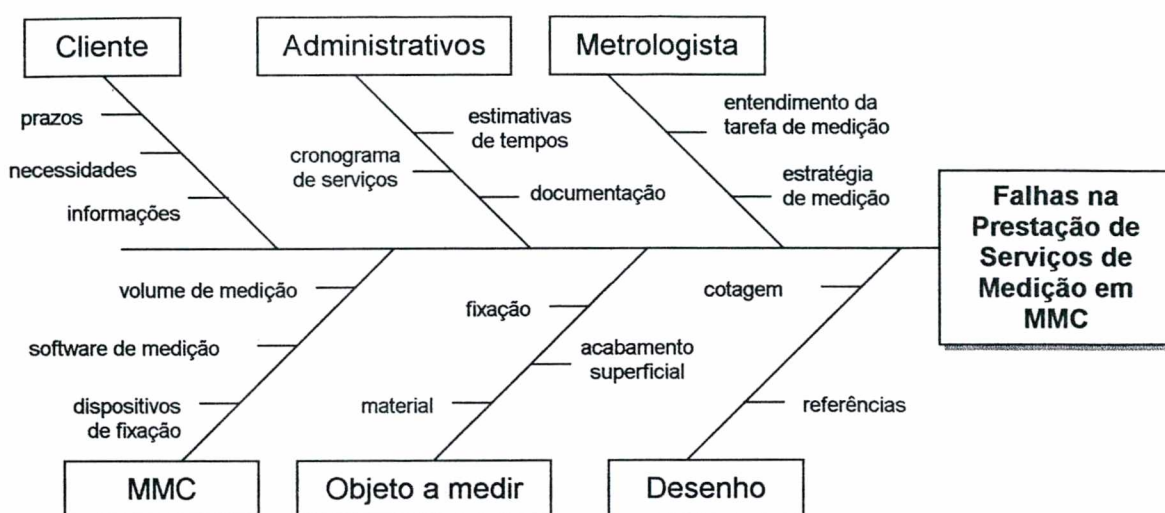 Cliente
Administrativos
Metrologista
prazos
necessidades
informações
estimativas
de tempos
cronograma
de serviços
documentação
entendimento da
tarefa de medição
estratégia
de medição
Falhas na
Prestação de
Serviços de
Medição em
MMC
volume de medição
software de medição
dispositivos
de fixação
fixação
acabamento
superficial
material
cotagem
referências
MMC
Objeto a medir
Desenho